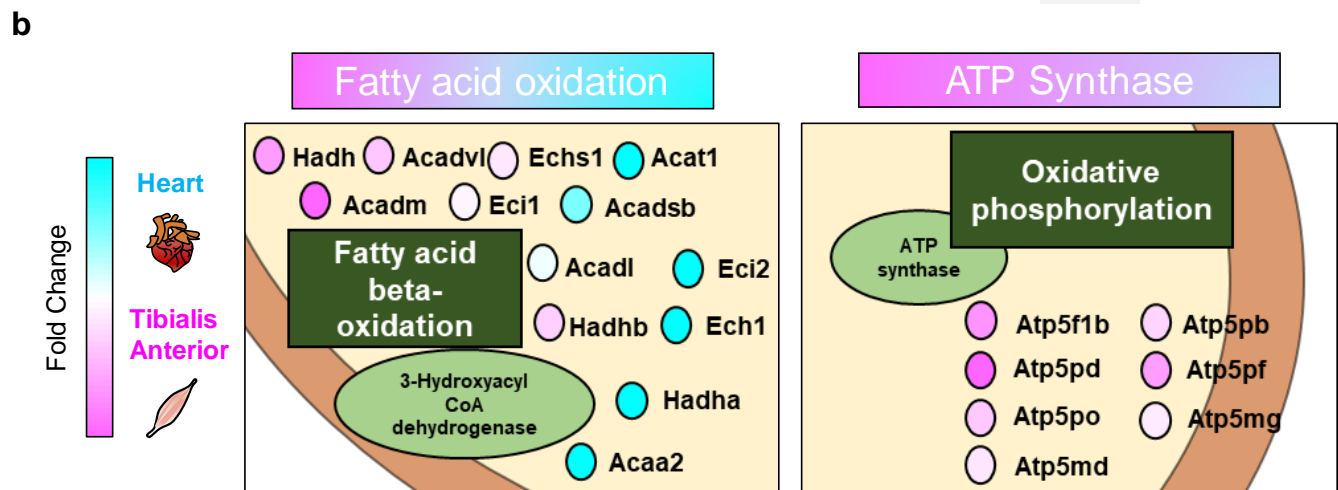 b
Fatty acid oxidation
ATP Synthase
Fold Change
Heart
Tibialis
Anterior
Hadh
Acadvl
Echs1
Acat1
Acadm
Eci1
Acadsb
Fatty acid
beta-
oxidation
Acadl
Eci2
Hadhb
Ech1
3-Hydroxyacyl
CoA
dehydrogenase
Hadha
Acaa2
Oxidative
phosphorylation
ATP
synthase
Atp5f1b
Atp5pb
Atp5pd
Atp5pf
Atp5po
Atp5mg
Atp5md